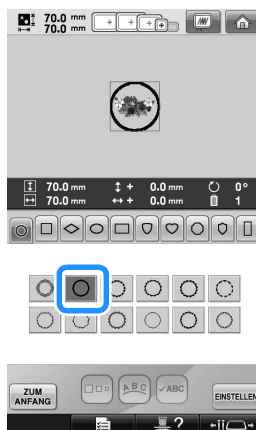 70.0 mm
70.0 mm
70.0 mm + 0.0 mm 0°
70.0 mm + 0.0 mm 1
ZUM
ANFANG
ABC
ABC
EINSTELLEN
?